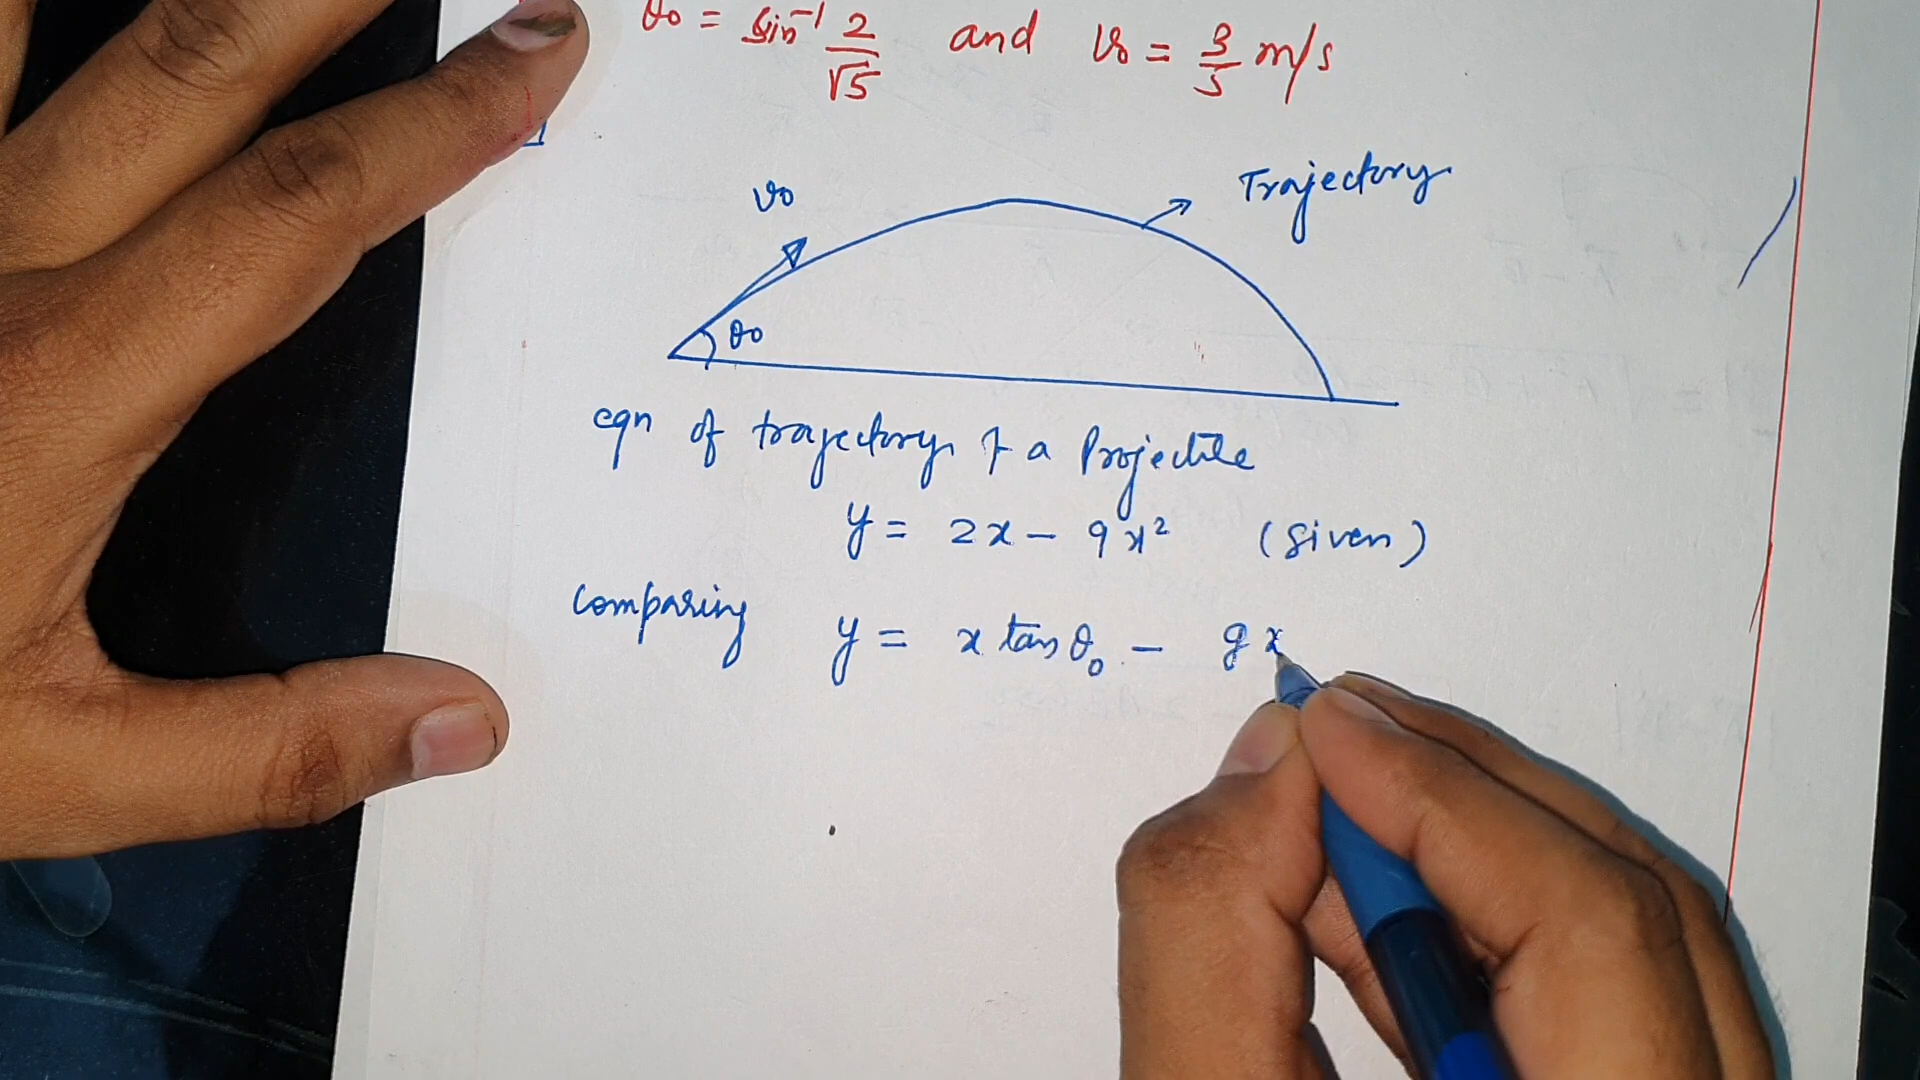 θ₀ = sin⁻¹ 2/√5 and v₀ = 3/5 m/s
v₀
Trajectory
θ₀
eqn of trajectory of a Projectile
y = 2x - 9x² (Given)
Comparing y = x tan θ₀ - gx